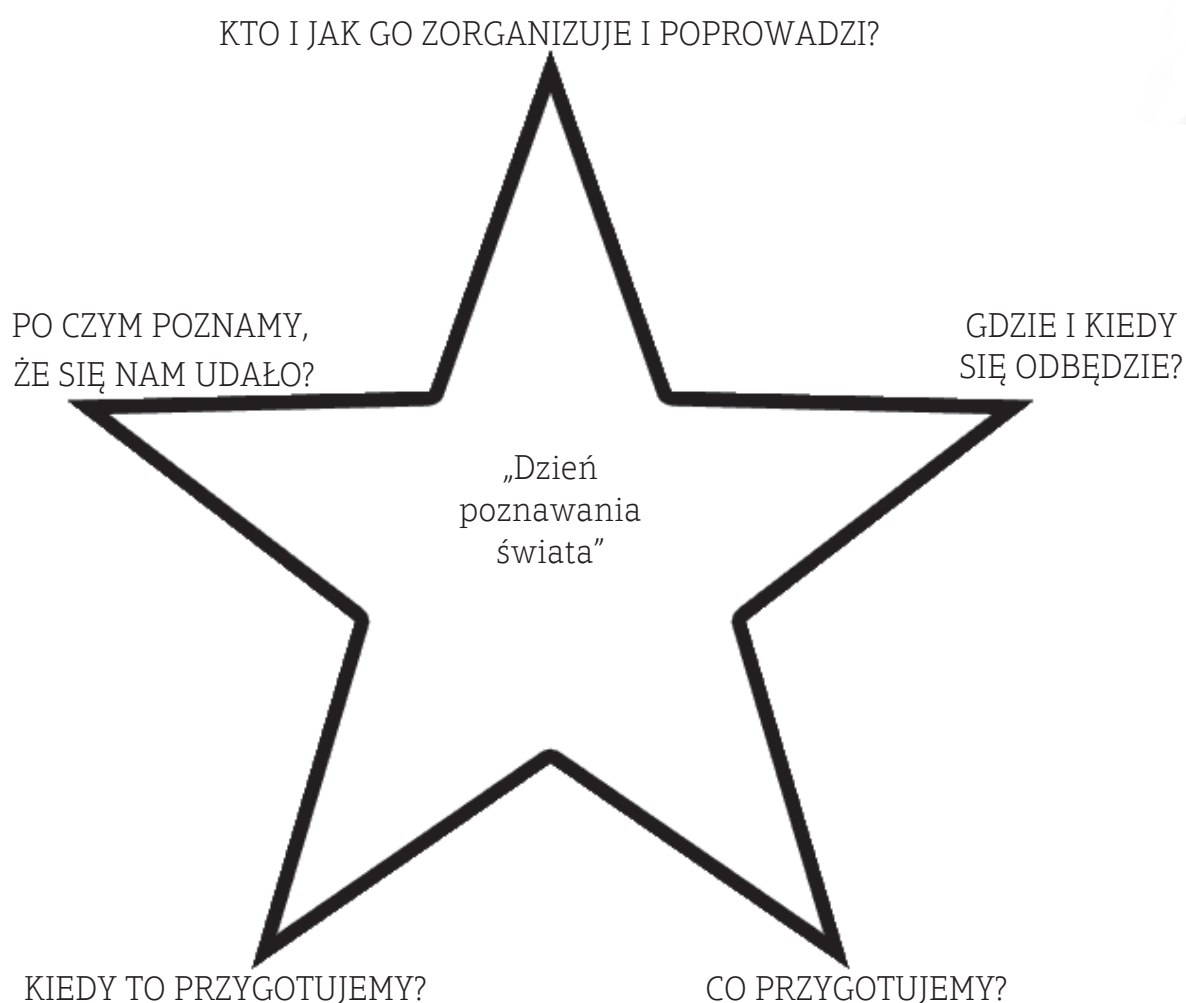 KTO I JAK GO ZORGANIZUJE I POPROWADZI?
PO CZYM POZNAMY,
ŻE SIĘ NAM UDAŁO?
GDZIE I KIEDY
SIĘ ODBĘDZIE?
„Dzień
poznawania
świata”
KIEDY TO PRZYGOTUJEMY?
CO PRZYGOTUJEMY?